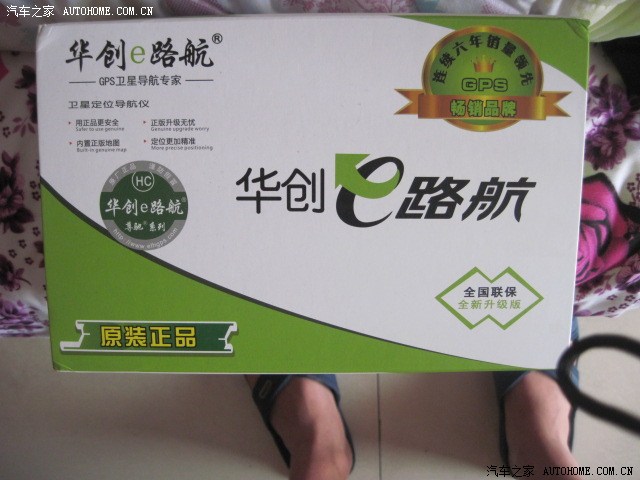 汽车之家 AUTOHOME.COM.CN
华创e路航®
GPS卫星导航专家
卫星定位导航仪
用正品更安全
Safer to use genuine
正版升级无忧
Genuine upgrade worry
内置正版地图
Built-in genuine map
定位更加精准
More precise positioning
连续六年销量领先
GPS
畅销品牌
HC
华创e路航®
尊驰®系列
华创e路航
全国联保
全新升级版
原装正品
汽车之家 AUTOHOME.COM.CN